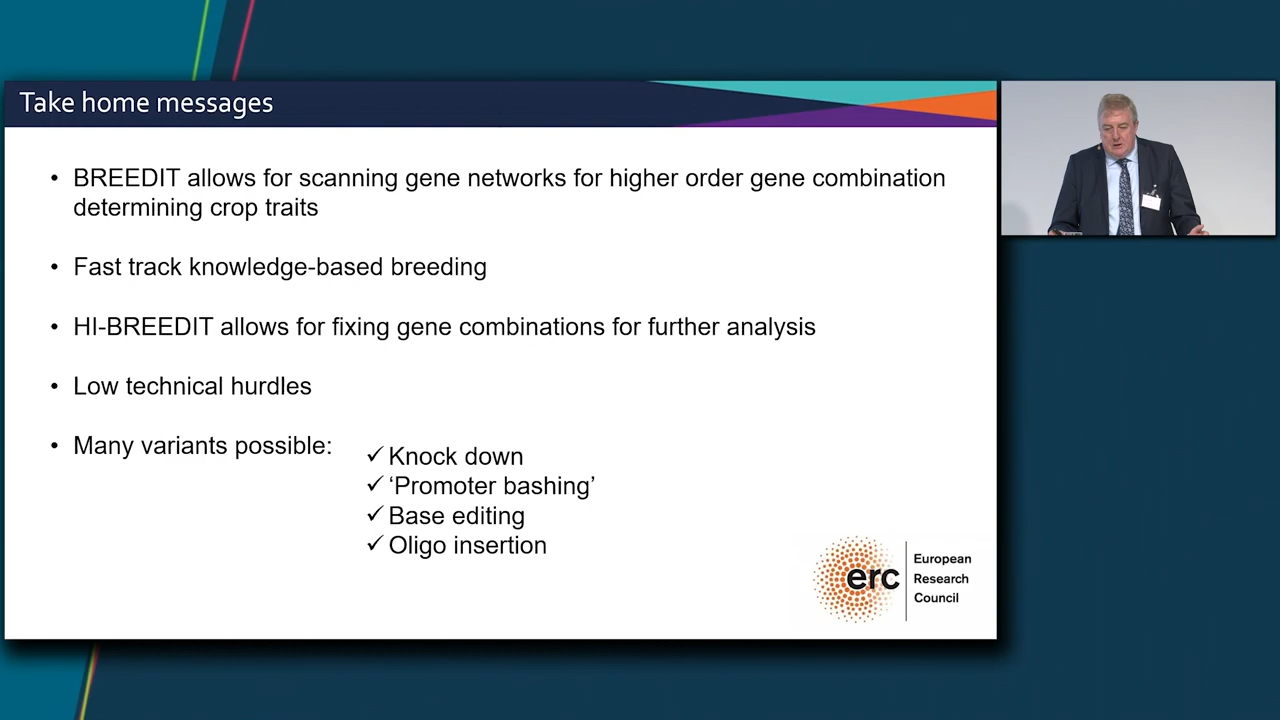 Take home messages
• BREEDIT allows for scanning gene networks for higher order gene combination
determining crop traits
• Fast track knowledge-based breeding
• HI-BREEDIT allows for fixing gene combinations for further analysis
• Low technical hurdles
• Many variants possible:
✓ Knock down
✓ ‘Promoter bashing’
✓ Base editing
✓ Oligo insertion
erc
European
Research
Council